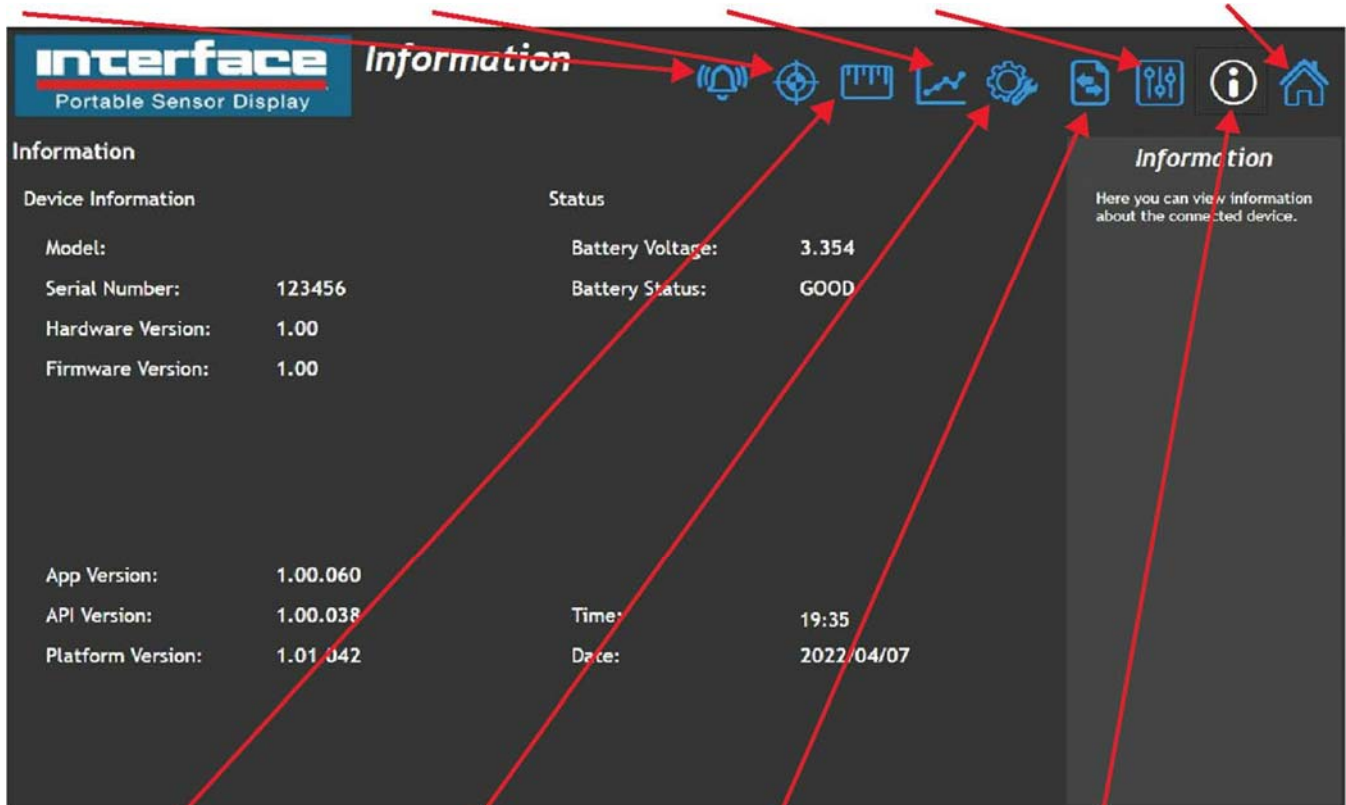 Interface
Portable Sensor Display
Information
Information
Device Information
Model:
Serial Number: 123456
Hardware Version: 1.00
Firmware Version: 1.00
App Version: 1.00.060
API Version: 1.00.038
Platform Version: 1.01.042
Status
Battery Voltage: 3.354
Battery Status: GOOD
Time: 19:35
Date: 2022/04/07
Information
Here you can view information
about the connected device.